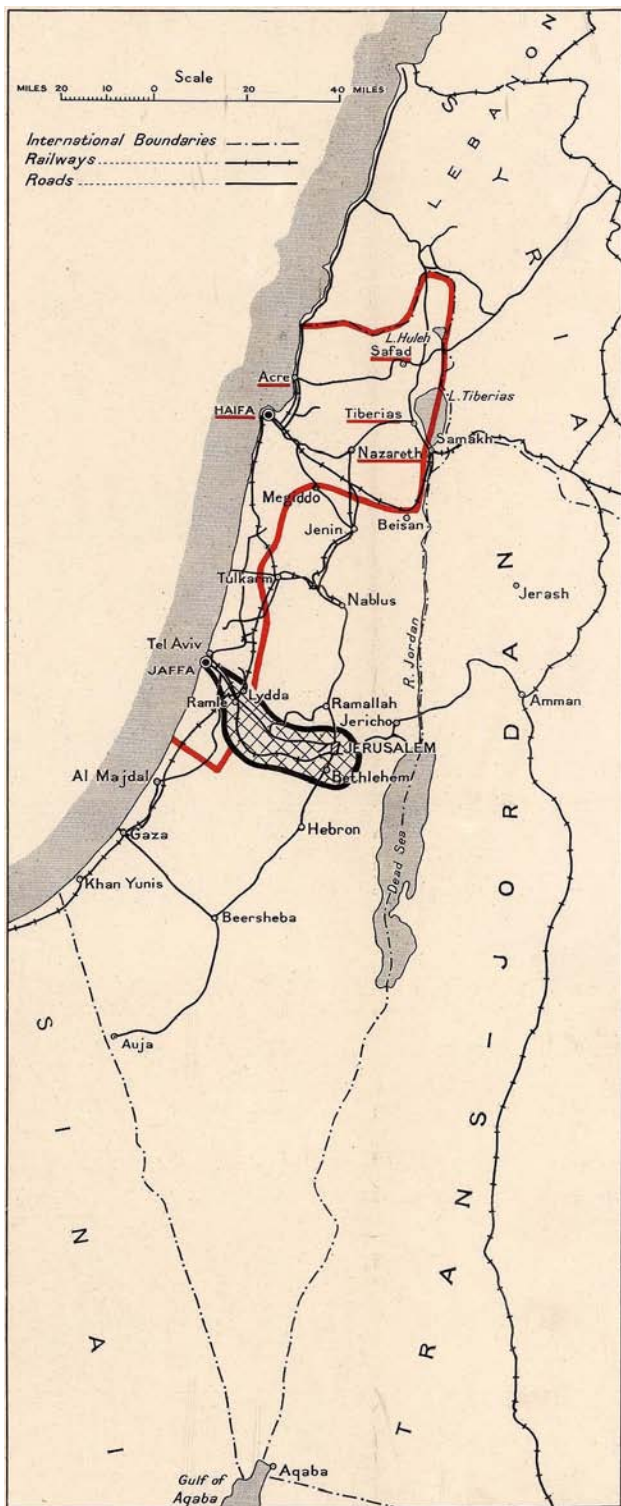 Scale
MILES 20 0 20 40 MILES
International Boundaries
Railways
Roads
LEBANON
SYRIA
L. Huleh
Safad
Acre
L. Tiberias
HAIFA
Tiberias
Samakh
Nazareth
Megiddo
Beisan
Jenin
Tulkarm
Jerash
Nablus
R. Jordan
Tel Aviv
JAFFA
Lydda
Amman
Ramle
Ramallah
Jericho
JERUSALEM
Al Majdal
Bethlehem
Gaza
Hebron
Dead Sea
Khan Yunis
Beersheba
Auja
SINAI
TRANS-JORDAN
Aqaba
Gulf of
Aqaba